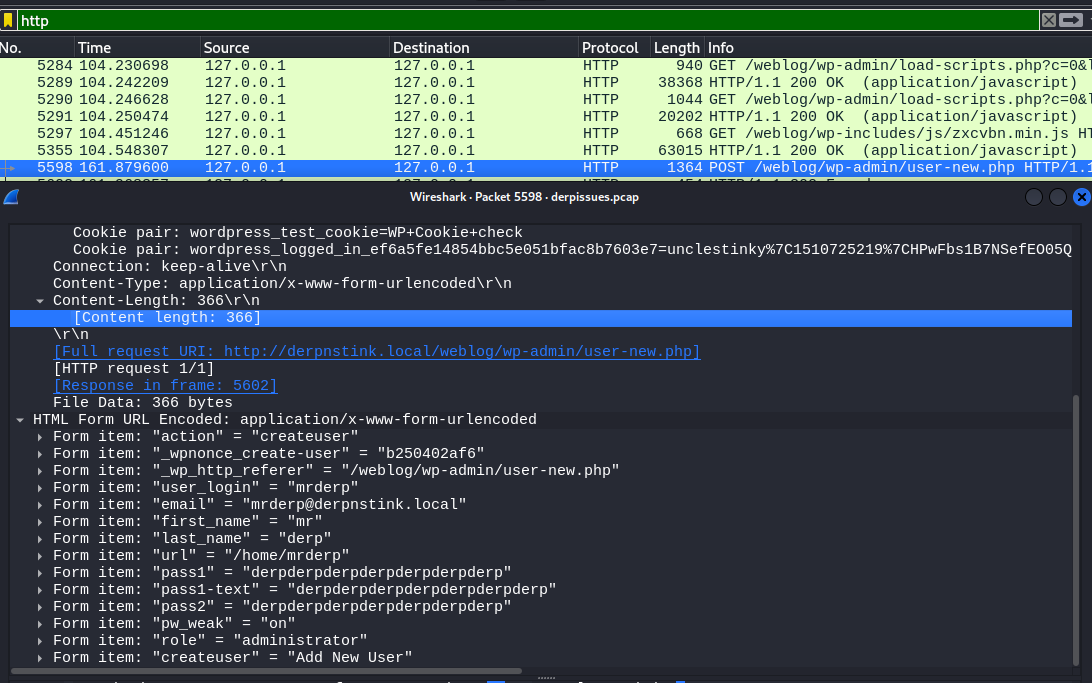 http
No. Time Source Destination Protocol Length Info
5284 104.230698 127.0.0.1 127.0.0.1 HTTP 940 GET /weblog/wp-admin/load-scripts.php?c=0&l
5289 104.242209 127.0.0.1 127.0.0.1 HTTP 38368 HTTP/1.1 200 OK (application/javascript)
5290 104.246628 127.0.0.1 127.0.0.1 HTTP 1044 GET /weblog/wp-admin/load-scripts.php?c=0&l
5291 104.250474 127.0.0.1 127.0.0.1 HTTP 20202 HTTP/1.1 200 OK (application/javascript)
5297 104.451246 127.0.0.1 127.0.0.1 HTTP 668 GET /weblog/wp-includes/js/zxcvbn.min.js HT
5355 104.548307 127.0.0.1 127.0.0.1 HTTP 63015 HTTP/1.1 200 OK (application/javascript)
5598 161.879600 127.0.0.1 127.0.0.1 HTTP 1364 POST /weblog/wp-admin/user-new.php HTTP/1.1
Wireshark · Packet 5598 · derpissues.pcap
Cookie pair: wordpress_test_cookie=WP+Cookie+check
Cookie pair: wordpress_logged_in_ef6a5fe14854bbc5e051bfac8b7603e7=unclestinky%7C1510725219%7CHPwFbs1B7NSefEO05Q
Connection: keep-alive\r\n
Content-Type: application/x-www-form-urlencoded\r\n
Content-Length: 366\r\n
[Content length: 366]
\r\n
[Full request URI: http://derpnstink.local/weblog/wp-admin/user-new.php]
[HTTP request 1/1]
[Response in frame: 5602]
File Data: 366 bytes
HTML Form URL Encoded: application/x-www-form-urlencoded
Form item: "action" = "createuser"
Form item: "_wpnonce_create-user" = "b250402af6"
Form item: "_wp_http_referer" = "/weblog/wp-admin/user-new.php"
Form item: "user_login" = "mrderp"
Form item: "email" = "mrderp@derpnstink.local"
Form item: "first_name" = "mr"
Form item: "last_name" = "derp"
Form item: "url" = "/home/mrderp"
Form item: "pass1" = "derpderpderpderpderpderpderp"
Form item: "pass1-text" = "derpderpderpderpderpderpderp"
Form item: "pass2" = "derpderpderpderpderpderpderp"
Form item: "pw_weak" = "on"
Form item: "role" = "administrator"
Form item: "createuser" = "Add New User"